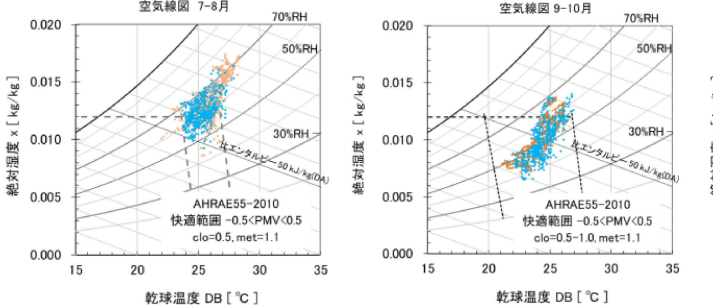 空気線図 7-8月
70%RH
50%RH
30%RH
比エンタルピー50 kJ/kg(DA)
0.020
0.015
0.010
0.005
0.000
絶対湿度 x [ kg/kg ]
AHRAE55-2010
快適範囲 -0.5<PMV<0.5
clo=0.5, met=1.1
15
20
25
30
35
乾球温度 DB [ ℃ ]
空気線図 9-10月
70%RH
50%RH
30%RH
比エンタルピー50 kJ/kg(DA)
0.020
0.015
0.010
0.005
0.000
絶対湿度 x [ kg/kg ]
AHRAE55-2010
快適範囲 -0.5<PMV<0.5
clo=0.5-1.0, met=1.1
15
20
25
30
35
乾球温度 DB [ ℃ ]